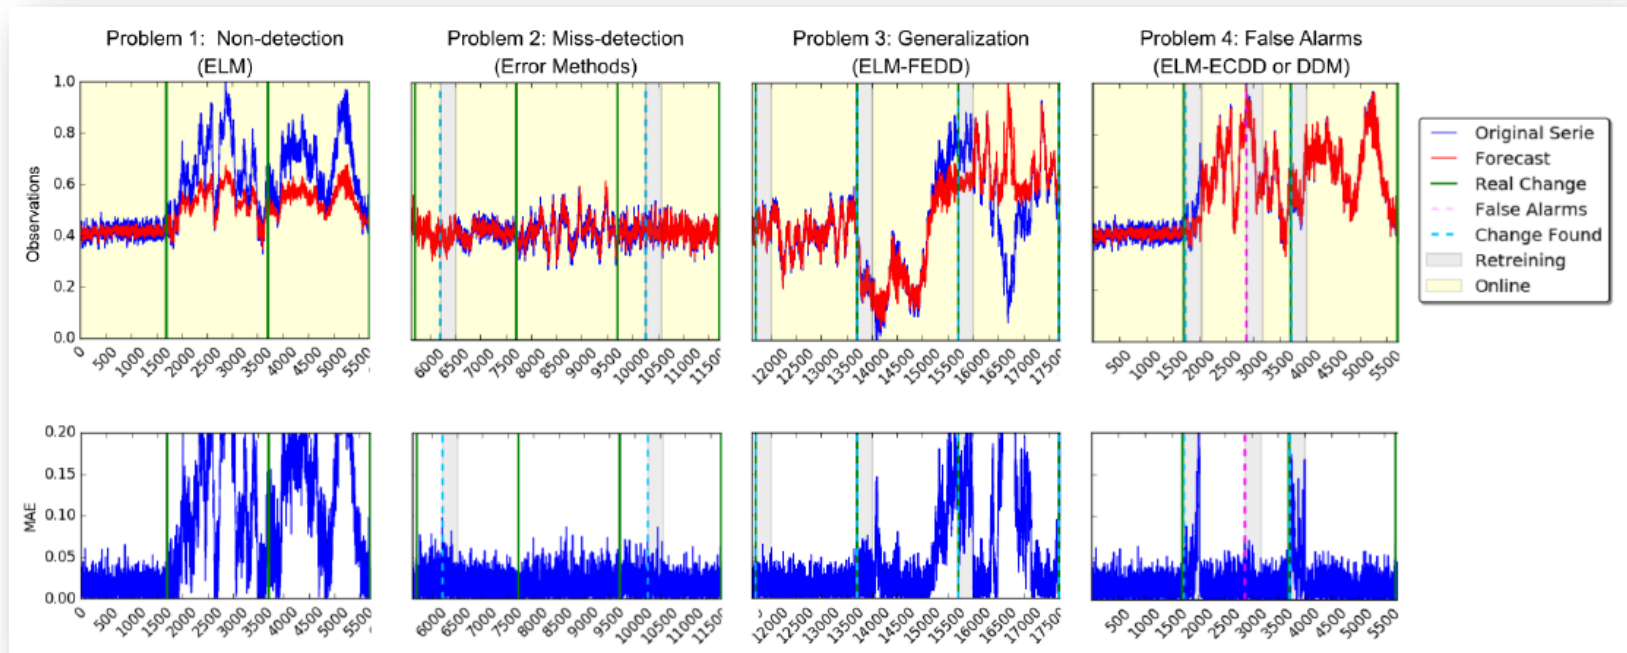 Problem 1: Non-detection
(ELM)
Problem 2: Miss-detection
(Error Methods)
Problem 3: Generalization
(ELM-FEDD)
Problem 4: False Alarms
(ELM-ECDD or DDM)
Observations
1.0
0.8
0.6
0.4
0.2
0.0
0 500 1000 1500 2000 2500 3000 3500 4000 4500 5000 5500
6000 6500 7000 7500 8000 8500 9000 9500 10000 10500 11000
12000 12500 13000 13500 14000 14500 15000 15500 16000 16500 17000
500 1000 1500 2000 2500 3000 3500 4000 4500 5000 5500
Original Serie
Forecast
Real Change
False Alarms
Change Found
Retreining
Online
MAE
0.20
0.15
0.10
0.05
0.00
0 500 1000 1500 2000 2500 3000 3500 4000 4500 5000 5500
6000 6500 7000 7500 8000 8500 9000 9500 10000 10500 11000
12000 12500 13000 13500 14000 14500 15000 15500 16000 16500 17000
500 1000 1500 2000 2500 3000 3500 4000 4500 5000 5500